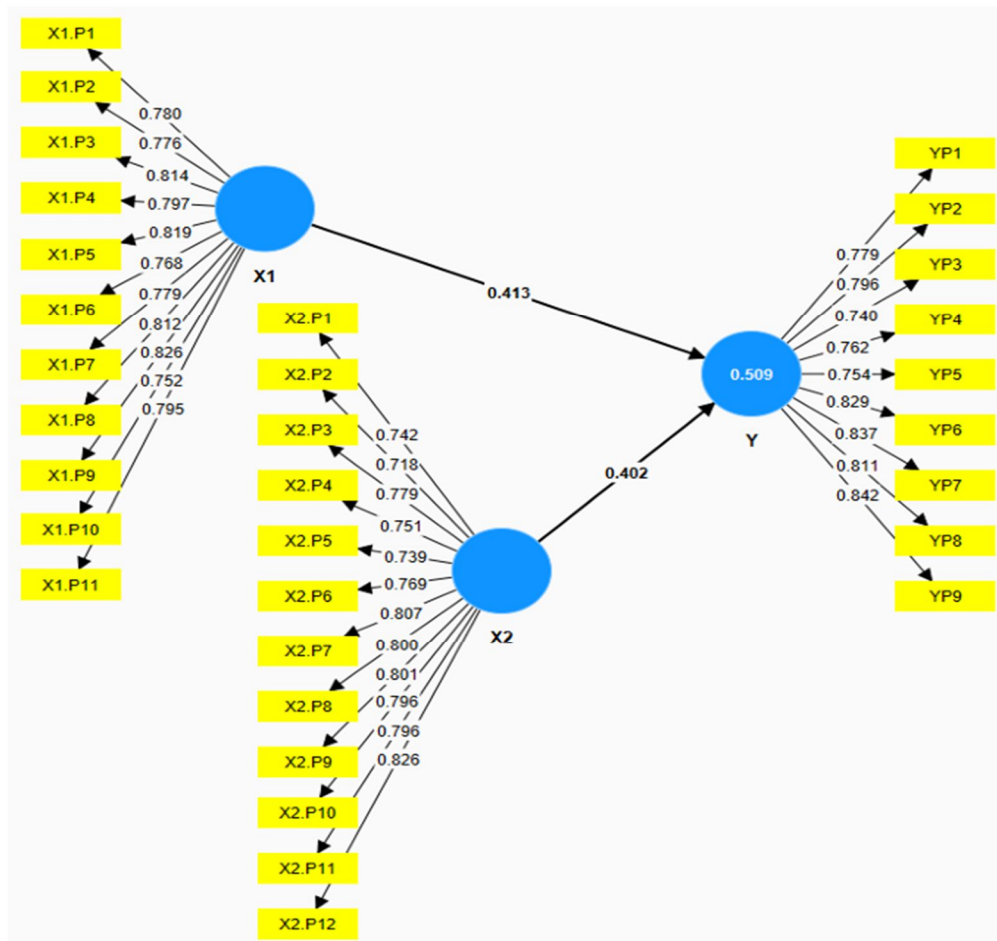 X1.P1
X1.P2
X1.P3
X1.P4
X1.P5
X1.P6
X1.P7
X1.P8
X1.P9
X1.P10
X1.P11
0.780
0.776
0.814
0.797
0.819
0.768
0.779
0.812
0.826
0.752
0.795
X1
0.413
X2.P1
X2.P2
X2.P3
X2.P4
X2.P5
X2.P6
X2.P7
X2.P8
X2.P9
X2.P10
X2.P11
X2.P12
0.742
0.718
0.779
0.751
0.739
0.769
0.807
0.800
0.801
0.796
0.796
0.826
X2
0.402
0.509
Y
0.779
0.796
0.740
0.762
0.754
0.829
0.837
0.811
0.842
YP1
YP2
YP3
YP4
YP5
YP6
YP7
YP8
YP9